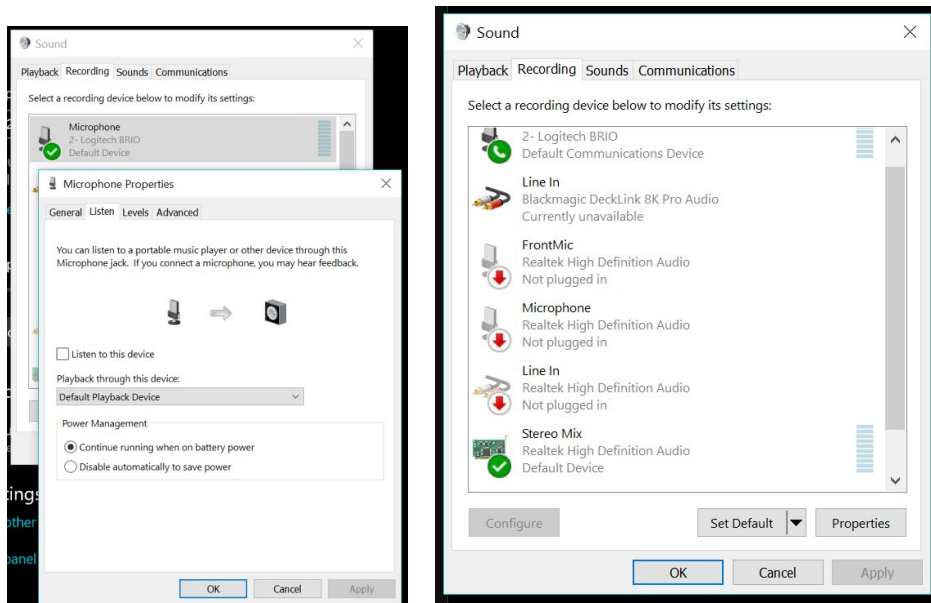 Sound
Playback Recording Sounds Communications
Select a recording device below to modify its settings:
Microphone
2- Logitech BRIO
Default Device
Microphone Properties
General Listen Levels Advanced
You can listen to a portable music player or other device through this
Microphone jack. If you connect a microphone, you may hear feedback.
Listen to this device
Playback through this device:
Default Playback Device
Power Management
Continue running when on battery power
Disable automatically to save power
OK Cancel Apply
ings
other
panel
Sound
Playback Recording Sounds Communications
Select a recording device below to modify its settings:
2- Logitech BRIO
Default Communications Device
Line In
Blackmagic DeckLink 8K Pro Audio
Currently unavailable
FrontMic
Realtek High Definition Audio
Not plugged in
Microphone
Realtek High Definition Audio
Not plugged in
Line In
Realtek High Definition Audio
Not plugged in
Stereo Mix
Realtek High Definition Audio
Default Device
Configure Set Default Properties
OK Cancel Apply